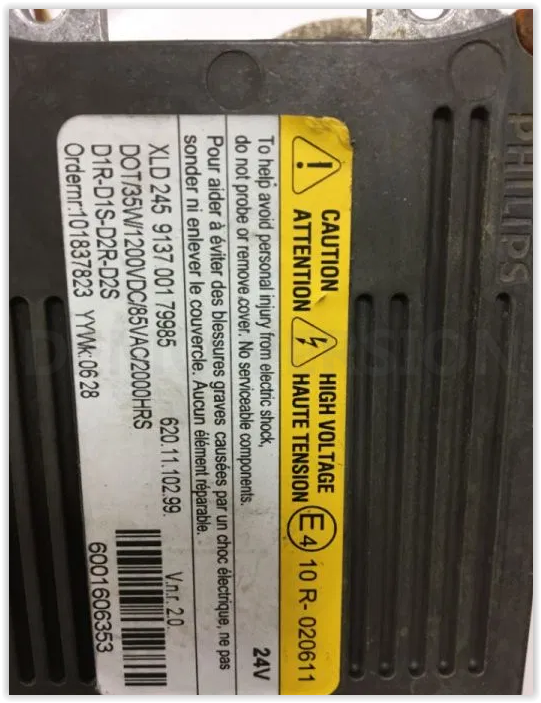 PHILIPS
CAUTION HIGH VOLTAGE
ATTENTION HAUTE TENSION E4 10 R- 020611
To help avoid personal injury from electric shock,
do not probe or remove cover. No serviceable components. 24V
Pour aider à éviter des blessures graves causées par un choc électrique, ne pas
sonder ni enlever le couvercle. Aucun élément réparable.
XLD 245 9137 001 79985 620.11.102.99. V.n.r. 2.0
DOT/35W/1200VDC/85VAC/2000HRS
D1R-D1S-D2R-D2S
Ordernr:101837823 YYWk:0628 6001606353